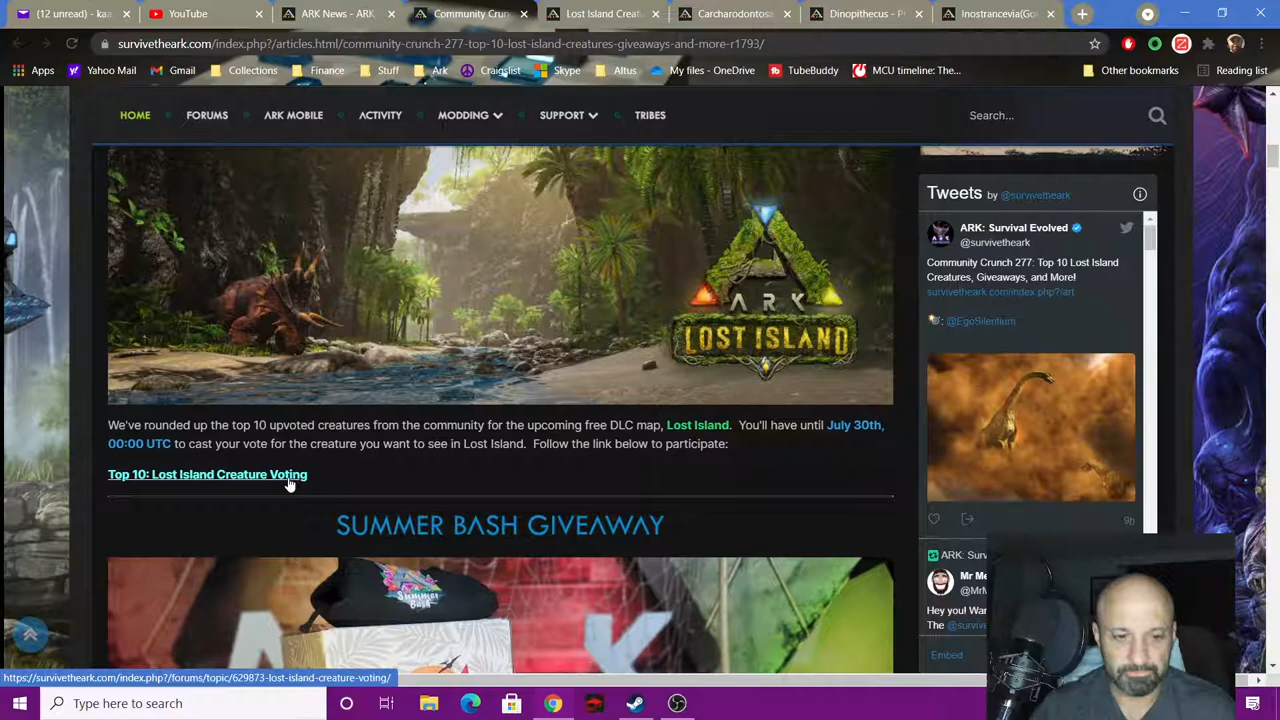 (12 unread) - kaa
YouTube
ARK News - ARK
Community Crun
Lost Island Creatu
Carcharodontosa
Dinopithecus - P
Inostrancevia(Go
survivetheark.com/index.php?/articles.html/community-crunch-277-top-10-lost-island-creatures-giveaways-and-more-r1793/
Apps
Yahoo Mail
Gmail
Collections
Finance
Stuff
Ark
Craigslist
Skype
Altus
My files - OneDrive
TubeBuddy
MCU timeline: The...
Other bookmarks
Reading list
HOME
FORUMS
ARK MOBILE
ACTIVITY
MODDING
SUPPORT
TRIBES
Search...
ARK
LOST ISLAND
We've rounded up the top 10 upvoted creatures from the community for the upcoming free DLC map, Lost Island. You'll have until July 30th,
00:00 UTC to cast your vote for the creature you want to see in Lost Island. Follow the link below to participate:
Top 10: Lost Island Creature Voting
SUMMER BASH GIVEAWAY
Summer
Bash
A K
Tweets by @survivetheark
ARK: Survival Evolved
@survivetheark
Community Crunch 277: Top 10 Lost Island
Creatures, Giveaways, and More!
survivetheark.com/index.php?/art
: @EgoSilentium
9h
ARK: Surv
Mr Me
@MrM
Hey you! Wan
The @survive
Embed
https://survivetheark.com/index.php?/forums/topic/629873-lost-island-creature-voting/
Type here to search